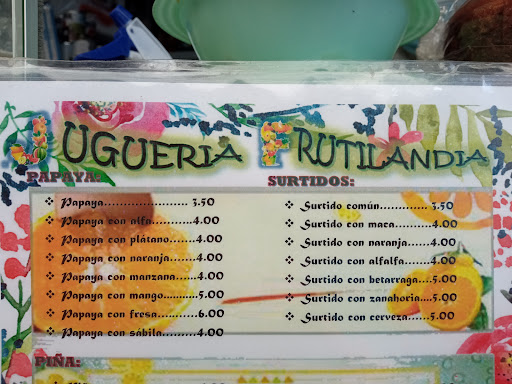 JUGUERIA FRUTILANDIA
PAPAYA:
❖ Papaya..................... 3.50
❖ Papaya con alfa..........4.00
❖ Papaya con plátano.......4.00
❖ Papaya con naranja.......4.00
❖ Papaya con manzana....4.00
❖ Papaya con mango..........5.00
❖ Papaya con fresa..........6.00
❖ Papaya con sábila.........4.00
SURTIDOS:
❖ Surtido común............. 3.50
❖ Surtido con maca..........4.00
❖ Surtido con naranja......4.00
❖ Surtido con alfalfa.......4.00
❖ Surtido con betarraga....5.00
❖ Surtido con zanahoria....5.00
❖ Surtido con cerveza......5.00
PIÑA: